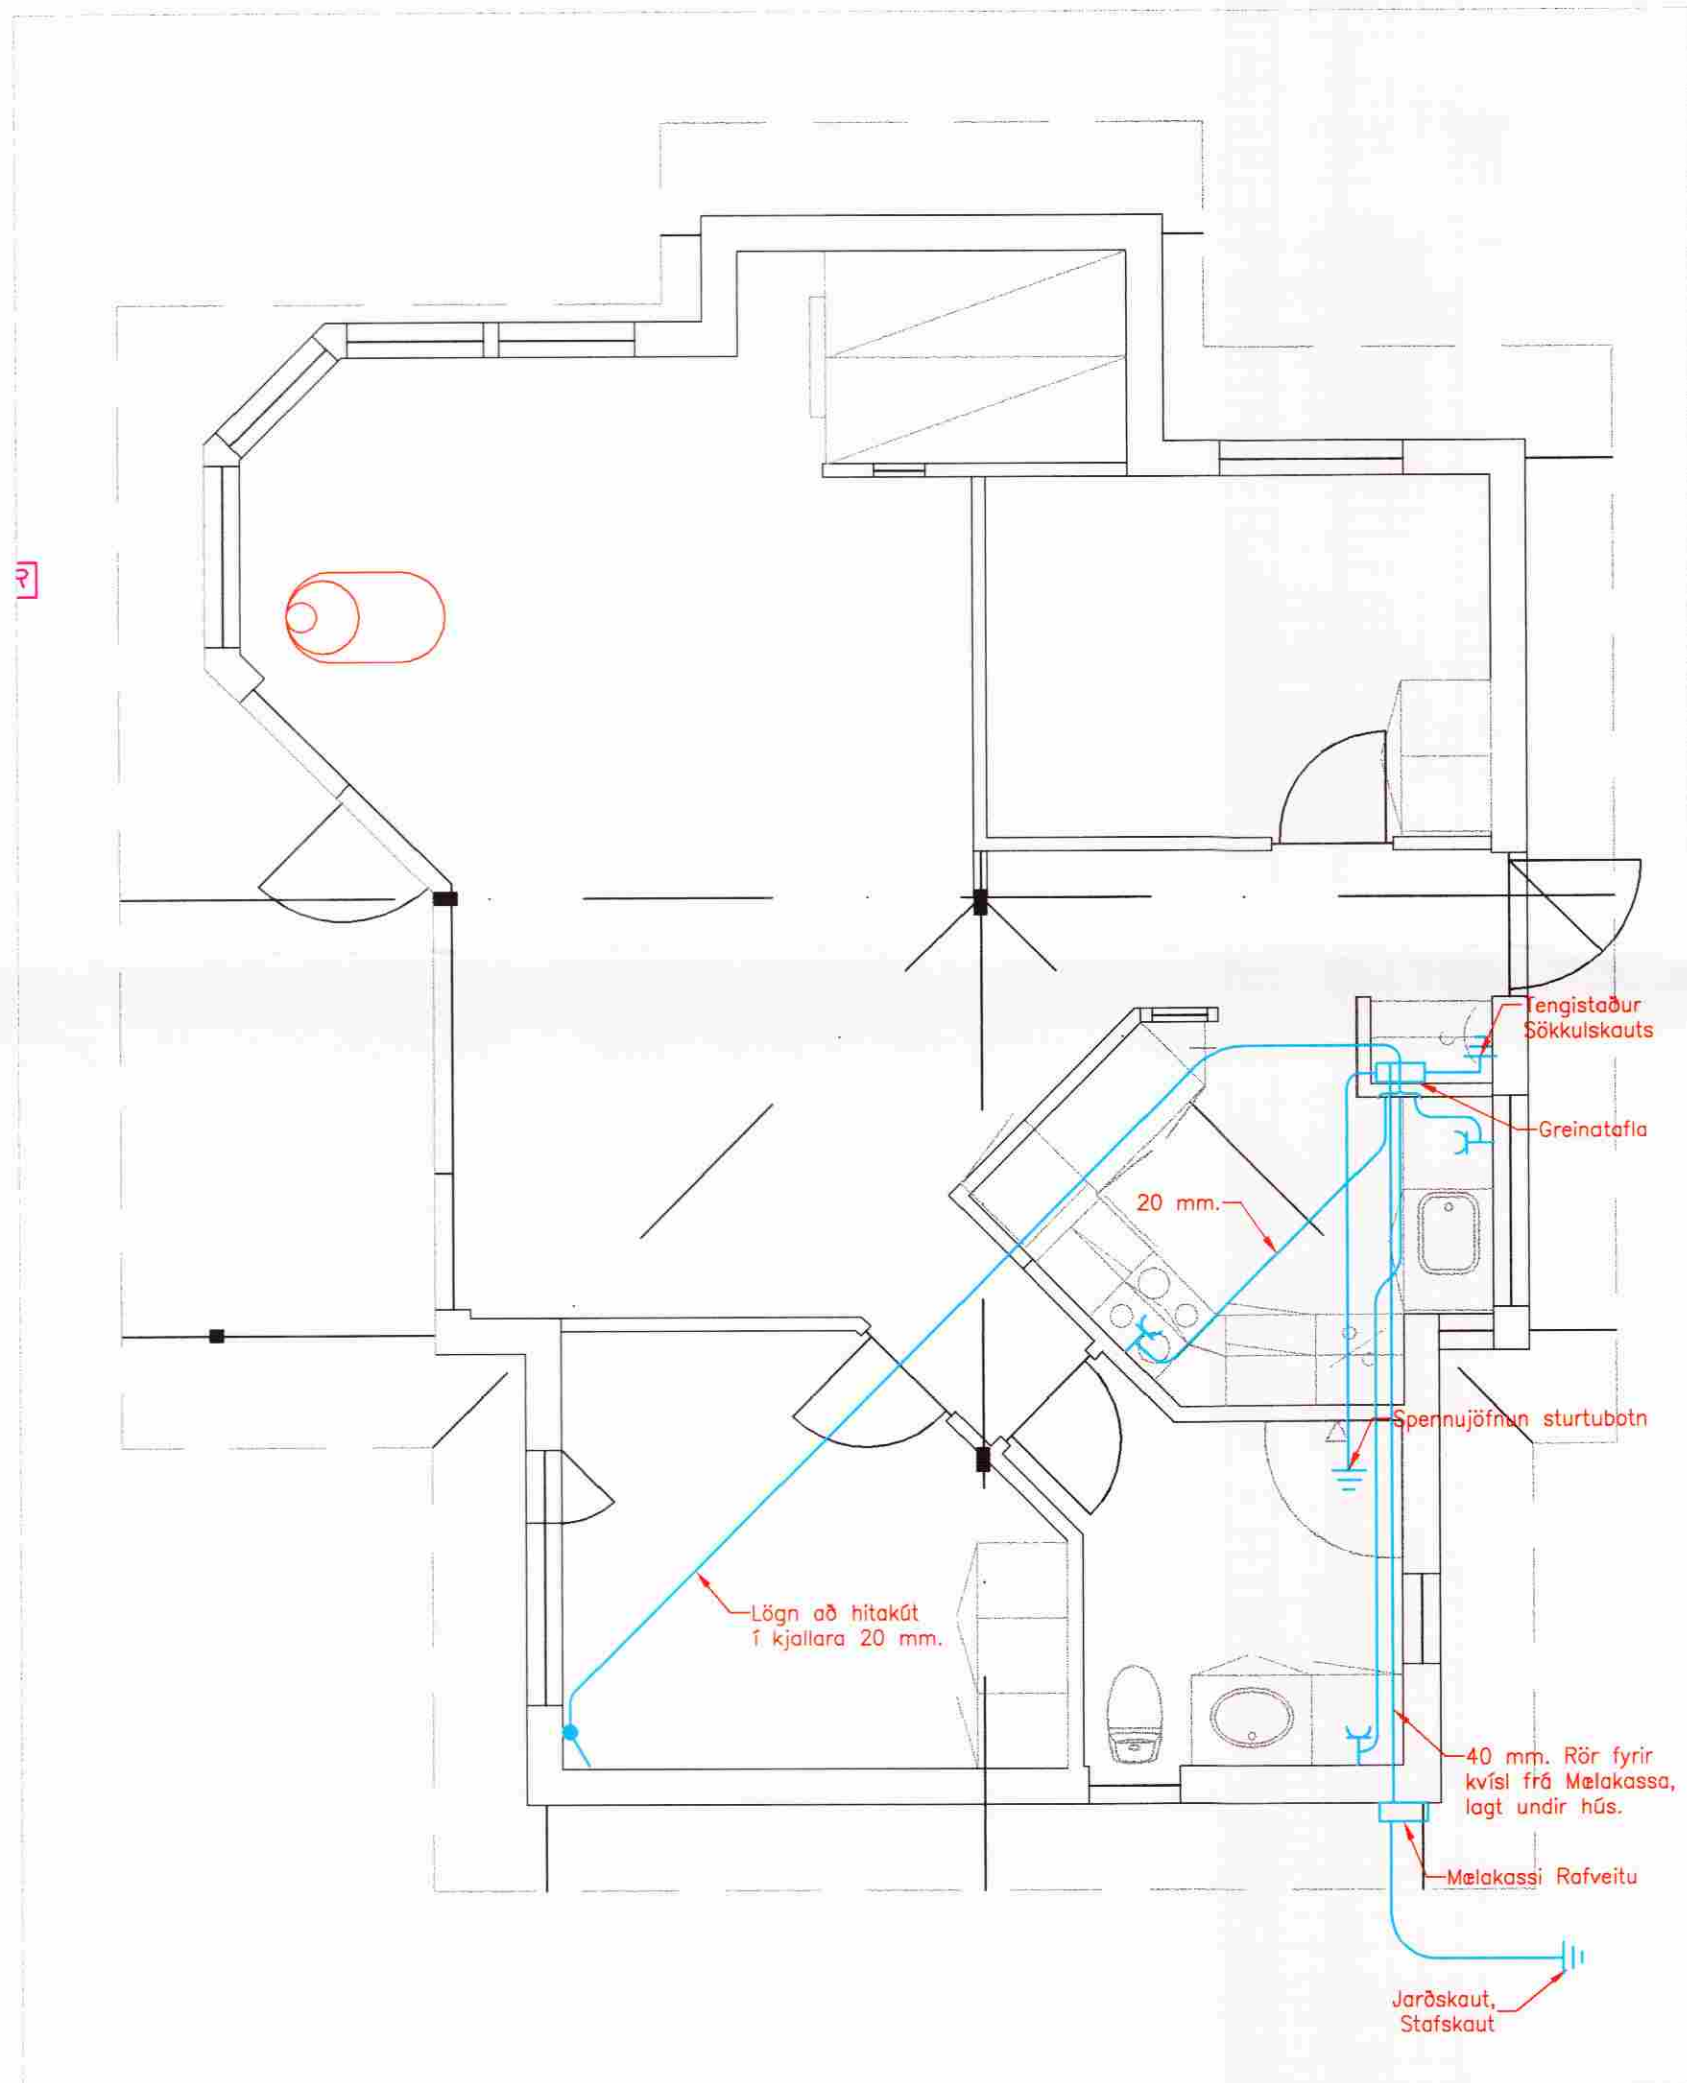 R
Tengistaður
Sökkulskauts
Greinatafla
20 mm.
Spennujöfnun sturtubotn
Lögn að hitakút
í kjallara 20 mm.
40 mm. Rör fyrir
kvísl frá Mælakassa,
lagt undir hús.
Mælakassi Rafveitu
Jarðskaut,
Stafskaut